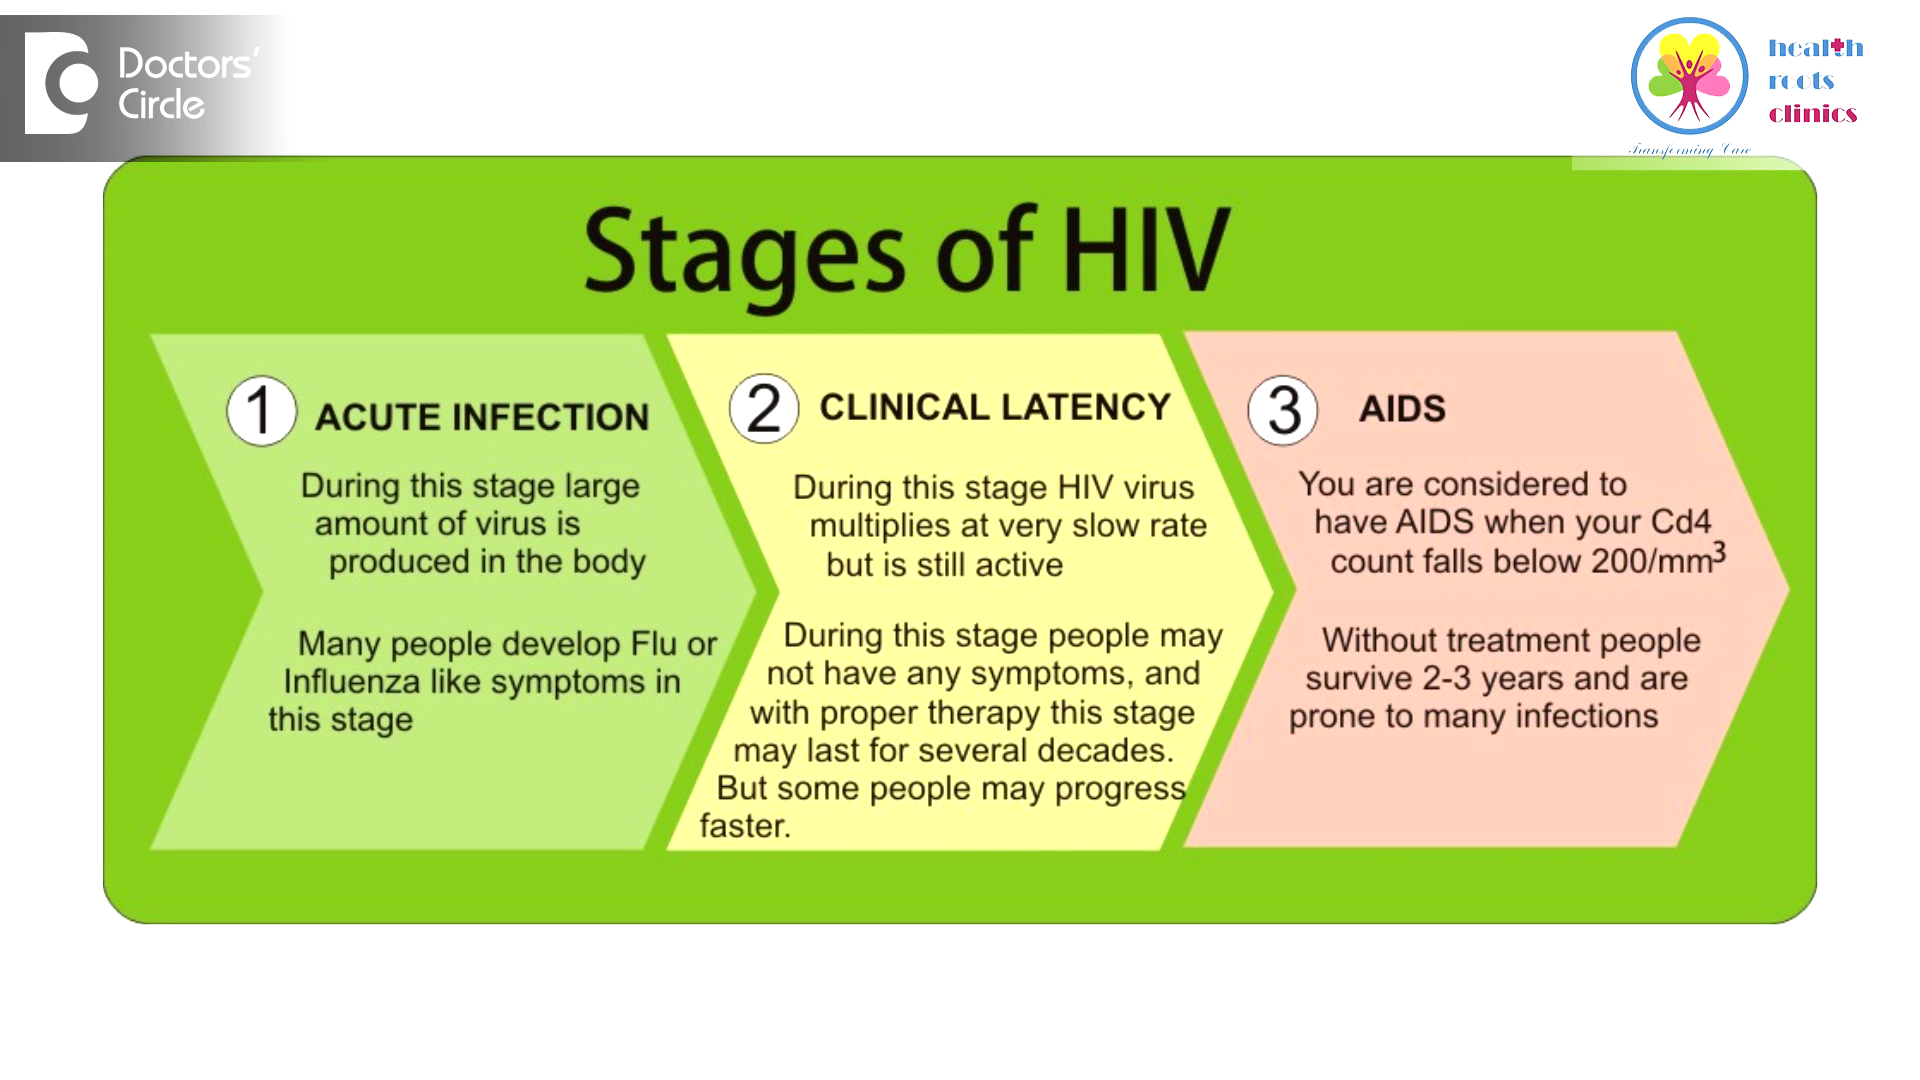 Doctors'
Circle
health
roots
clinics
Transforming Care
Stages of HIV
1 ACUTE INFECTION
During this stage large
amount of virus is
produced in the body
Many people develop Flu or
Influenza like symptoms in
this stage
2 CLINICAL LATENCY
During this stage HIV virus
multiplies at very slow rate
but is still active
During this stage people may
not have any symptoms, and
with proper therapy this stage
may last for several decades.
But some people may progress
faster.
3 AIDS
You are considered to
have AIDS when your Cd4
count falls below 200/mm³
Without treatment people
survive 2-3 years and are
prone to many infections